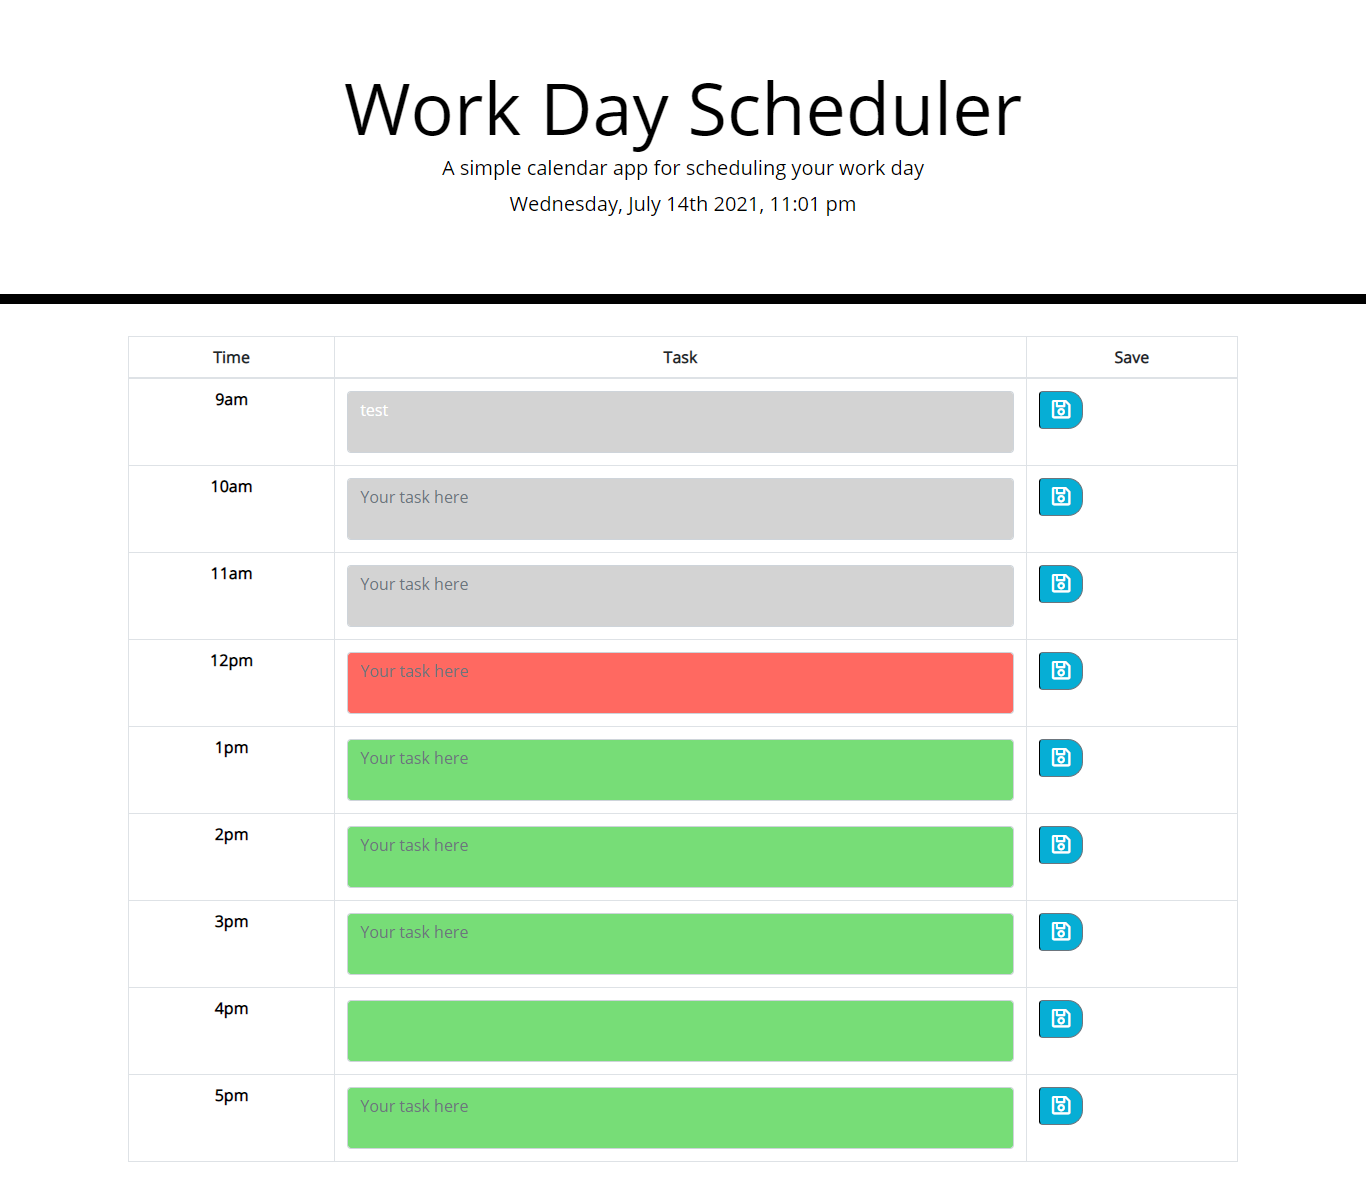 Work Day Scheduler
A simple calendar app for scheduling your work day
Wednesday, July 14th 2021, 11:01 pm
Time Task Save
9am test
10am Your task here
11am Your task here
12pm Your task here
1pm Your task here
2pm Your task here
3pm Your task here
4pm
5pm Your task here